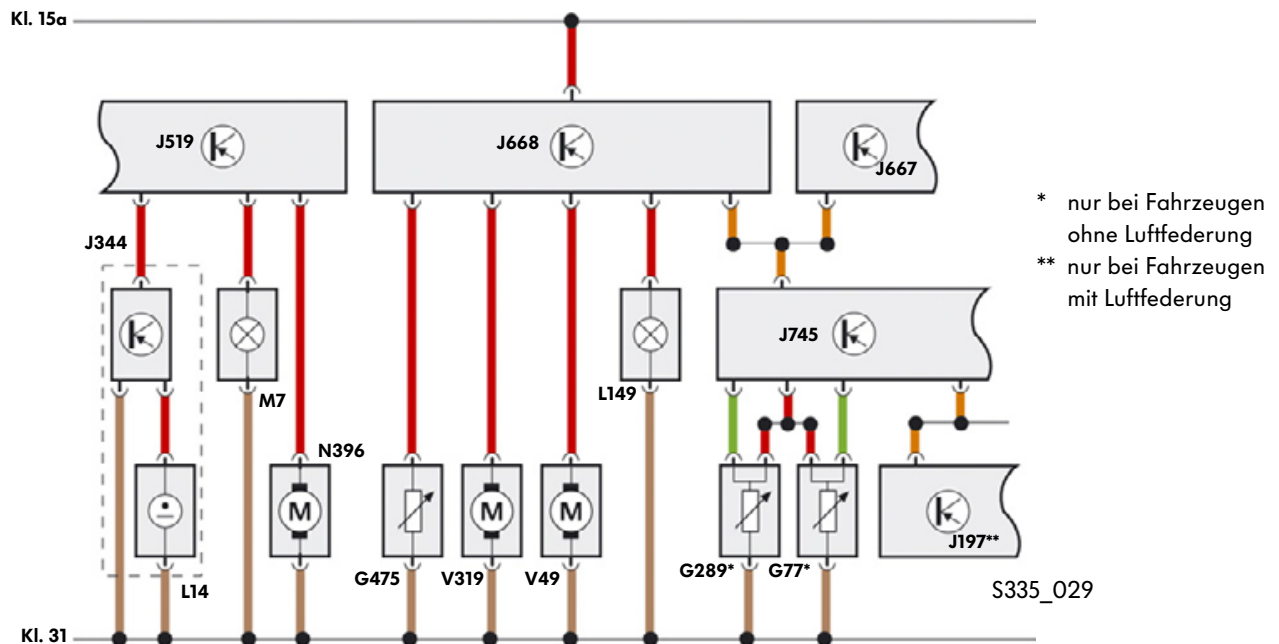 Kl. 15a
J519
J668
J667
* nur bei Fahrzeugen
ohne Luftfederung
** nur bei Fahrzeugen
mit Luftfederung
J344
J745
M7
L149
N396
M
M
M
J197**
G475
V319
V49
G289*
G77*
L14
S335_029
Kl. 31